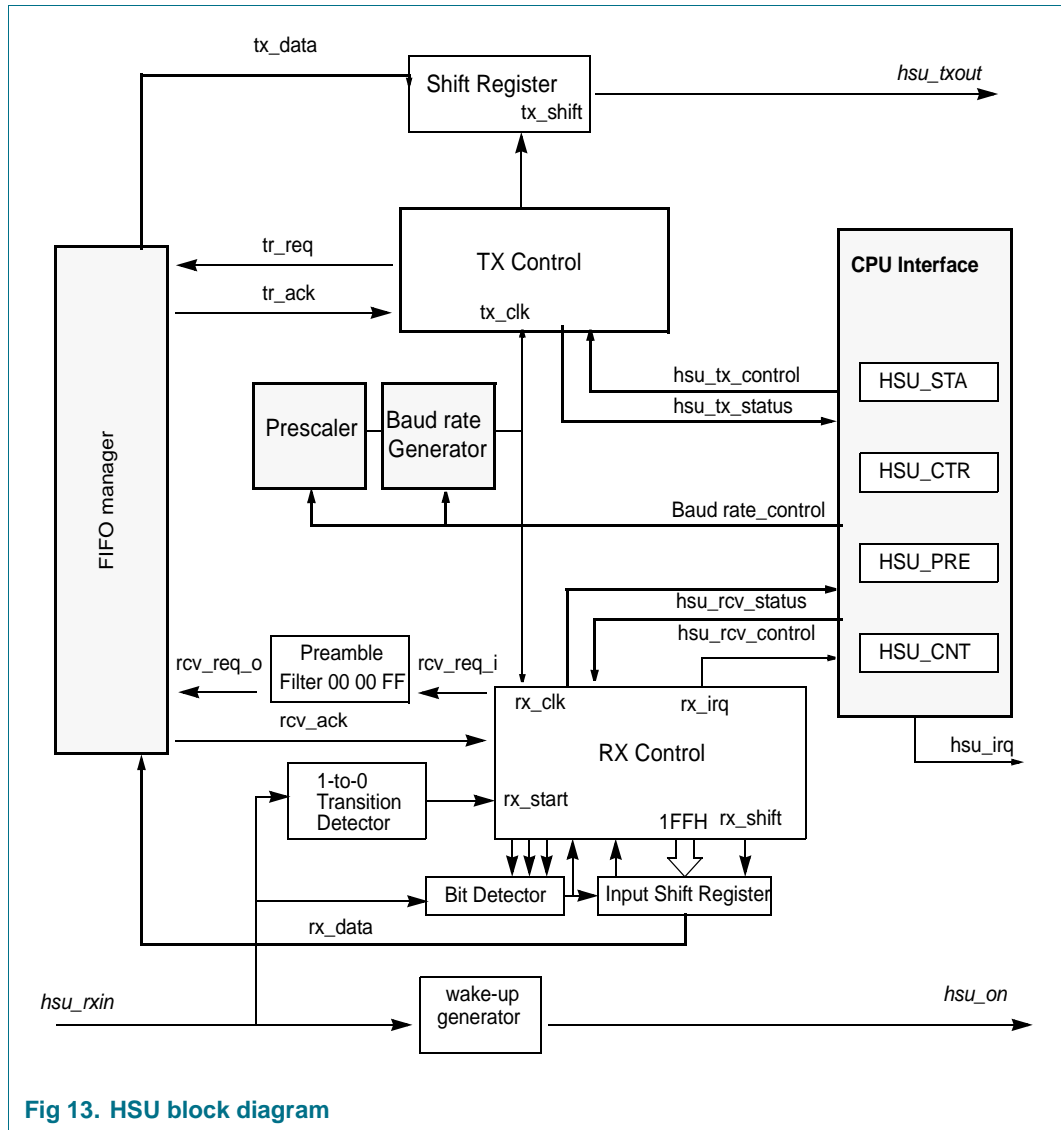 tx_data
Shift Register
tx_shift
hsu_txout
tr_req
TX Control
CPU Interface
tr_ack
tx_clk
hsu_tx_control
HSU_STA
hsu_tx_status
Prescaler
Baud rate
Generator
HSU_CTR
Baud rate_control
FIFO manager
HSU_PRE
hsu_rcv_status
hsu_rcv_control
HSU_CNT
rcv_req_o
Preamble
Filter 00 00 FF
rcv_req_i
rx_clk
rx_irq
rcv_ack
RX Control
hsu_irq
1-to-0
Transition
Detector
rx_start
1FFH
rx_shift
Bit Detector
Input Shift Register
rx_data
hsu_rxin
wake-up
generator
hsu_on
Fig 13. HSU block diagram